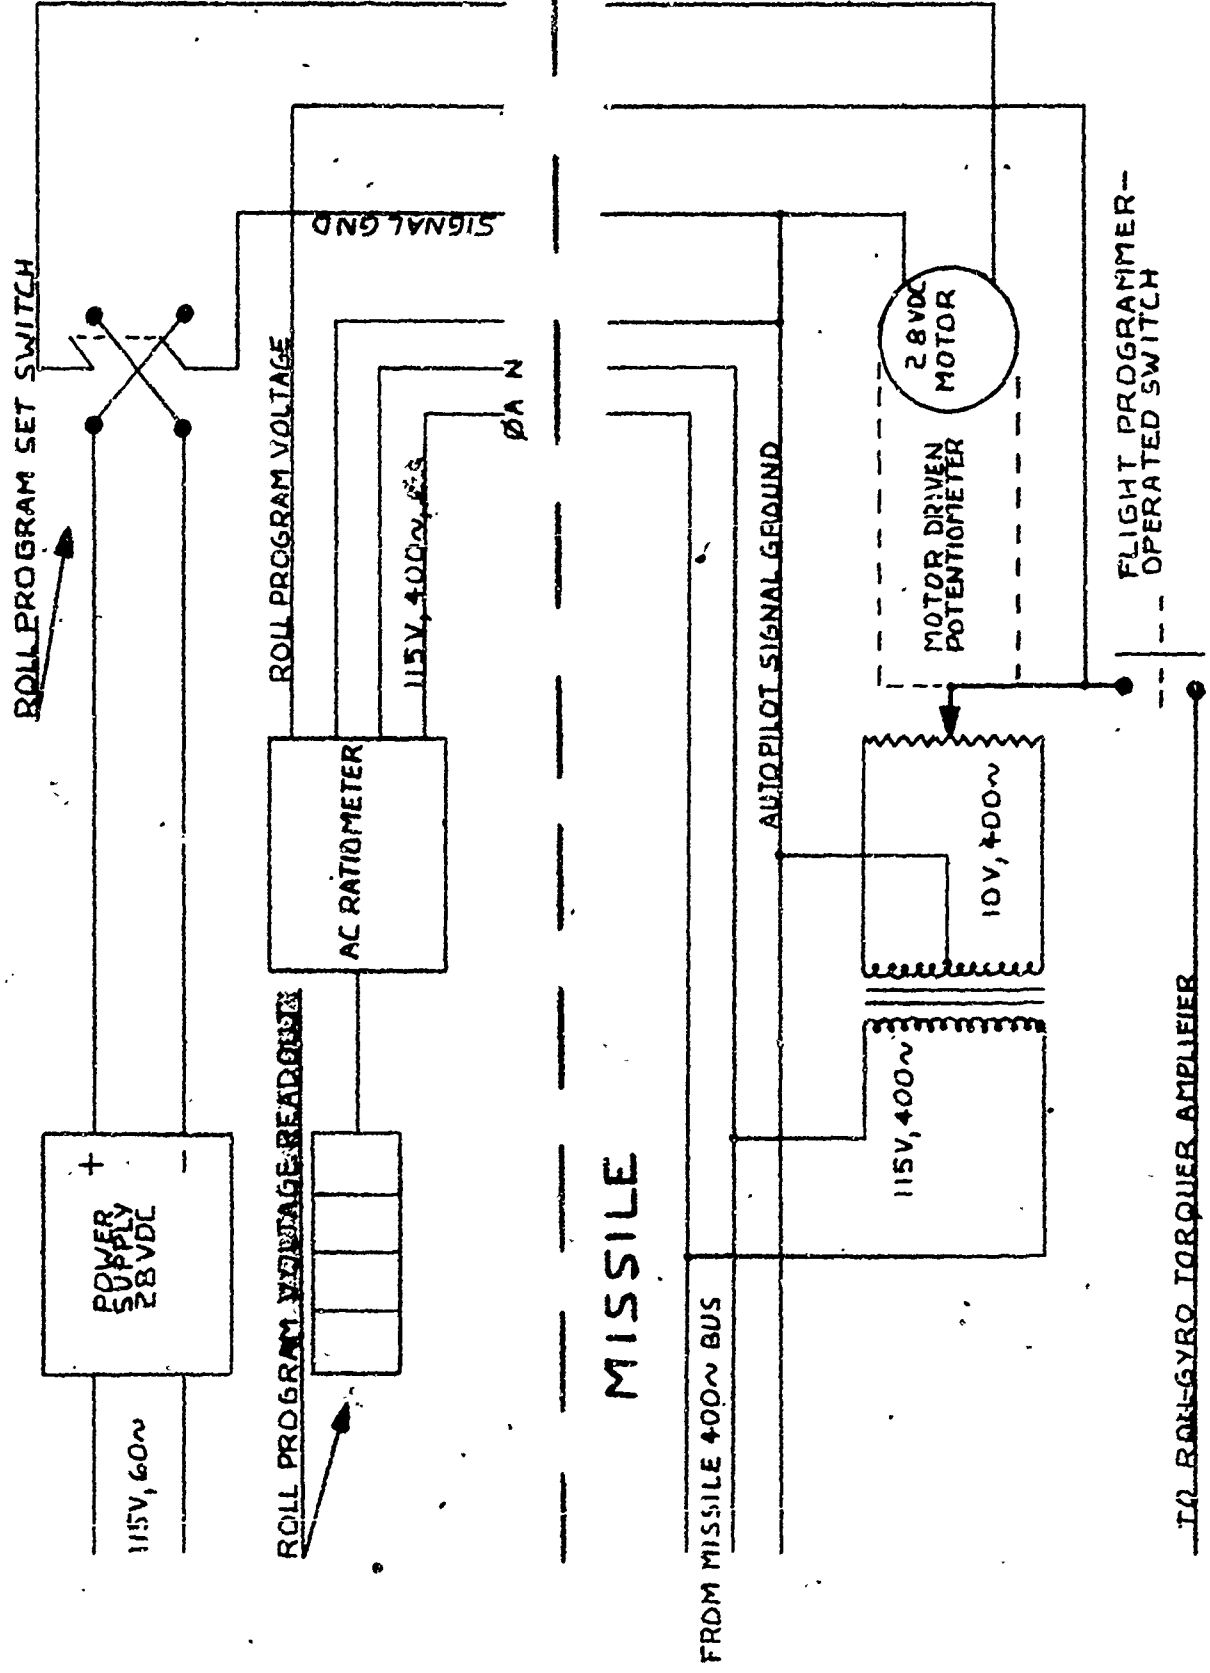 ROLL PROGRAM SET SWITCH
115V, 60~
POWER
SUPPLY
28VDC
+
-
ROLL PROGRAM VOLTAGE READOUT
AC RATIOMETER
ROLL PROGRAM VOLTAGE
115V, 400~
SIGNAL GND
ØA
N
MISSILE
FROM MISSILE 400~ BUS
AUTOPILOT SIGNAL GROUND
115V, 400~
10V, 400~
MOTOR DRIVEN
POTENTIOMETER
28VDC
MOTOR
FLIGHT PROGRAMMER-
OPERATED SWITCH
TO ROLL-GYRO TORQUER AMPLIFIER